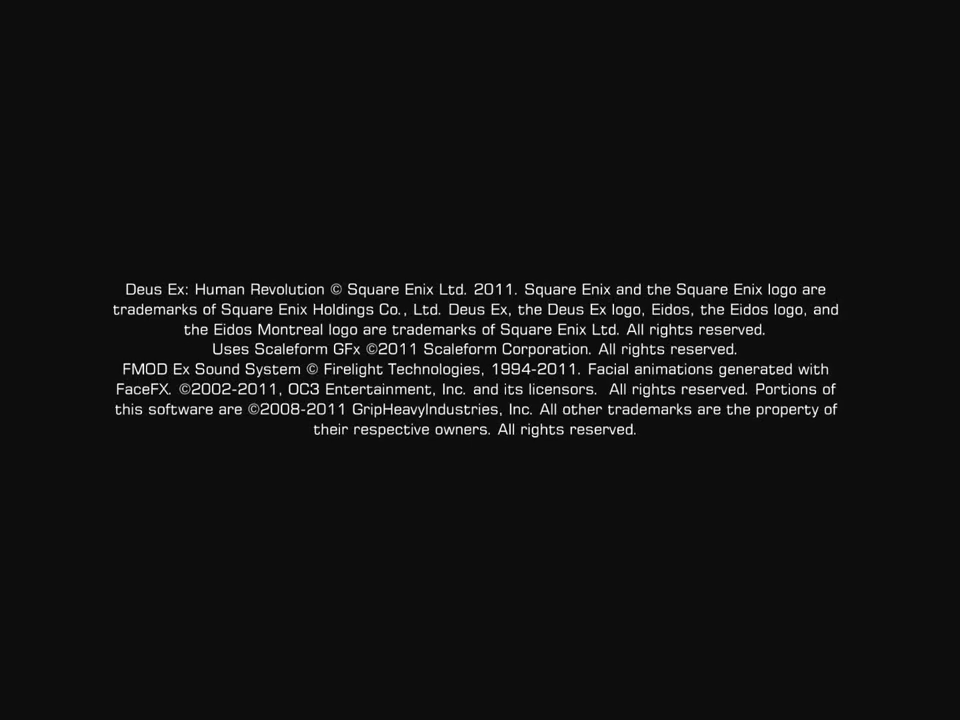 Deus Ex: Human Revolution © Square Enix Ltd. 2011. Square Enix and the Square Enix logo are
trademarks of Square Enix Holdings Co., Ltd. Deus Ex, the Deus Ex logo, Eidos, the Eidos logo, and
the Eidos Montreal logo are trademarks of Square Enix Ltd. All rights reserved.
Uses Scaleform GFx ©2011 Scaleform Corporation. All rights reserved.
FMOD Ex Sound System © Firelight Technologies, 1994-2011. Facial animations generated with
FaceFX. ©2002-2011, OC3 Entertainment, Inc. and its licensors. All rights reserved. Portions of
this software are ©2008-2011 GripHeavyIndustries, Inc. All other trademarks are the property of
their respective owners. All rights reserved.